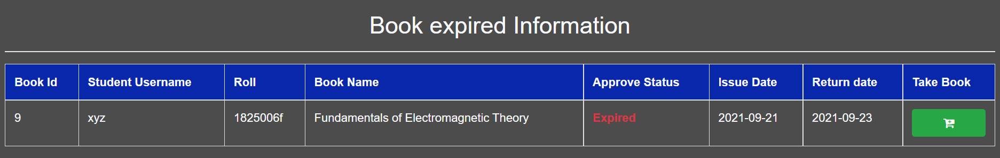 Book expired Information
Book Id Student Username Roll Book Name Approve Status Issue Date Return date Take Book
9 xyz 1825006f Fundamentals of Electromagnetic Theory Expired 2021-09-21 2021-09-23